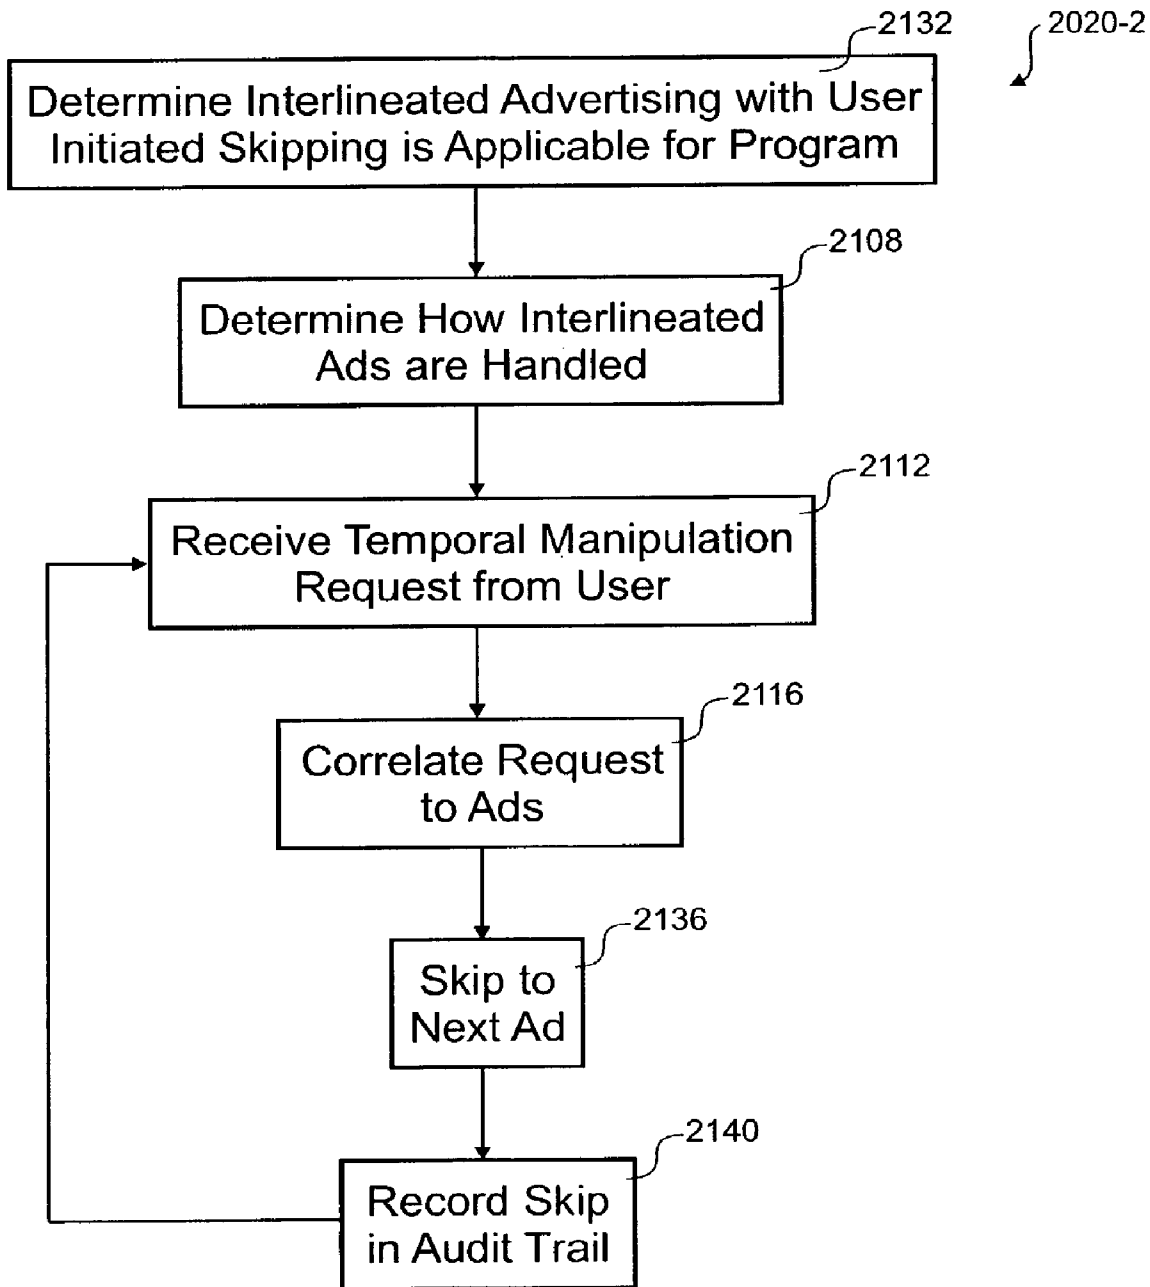 2132
2020-2
Determine Interlineated Advertising with User
Initiated Skipping is Applicable for Program
2108
Determine How Interlineated
Ads are Handled
2112
Receive Temporal Manipulation
Request from User
2116
Correlate Request
to Ads
2136
Skip to
Next Ad
2140
Record Skip
in Audit Trail